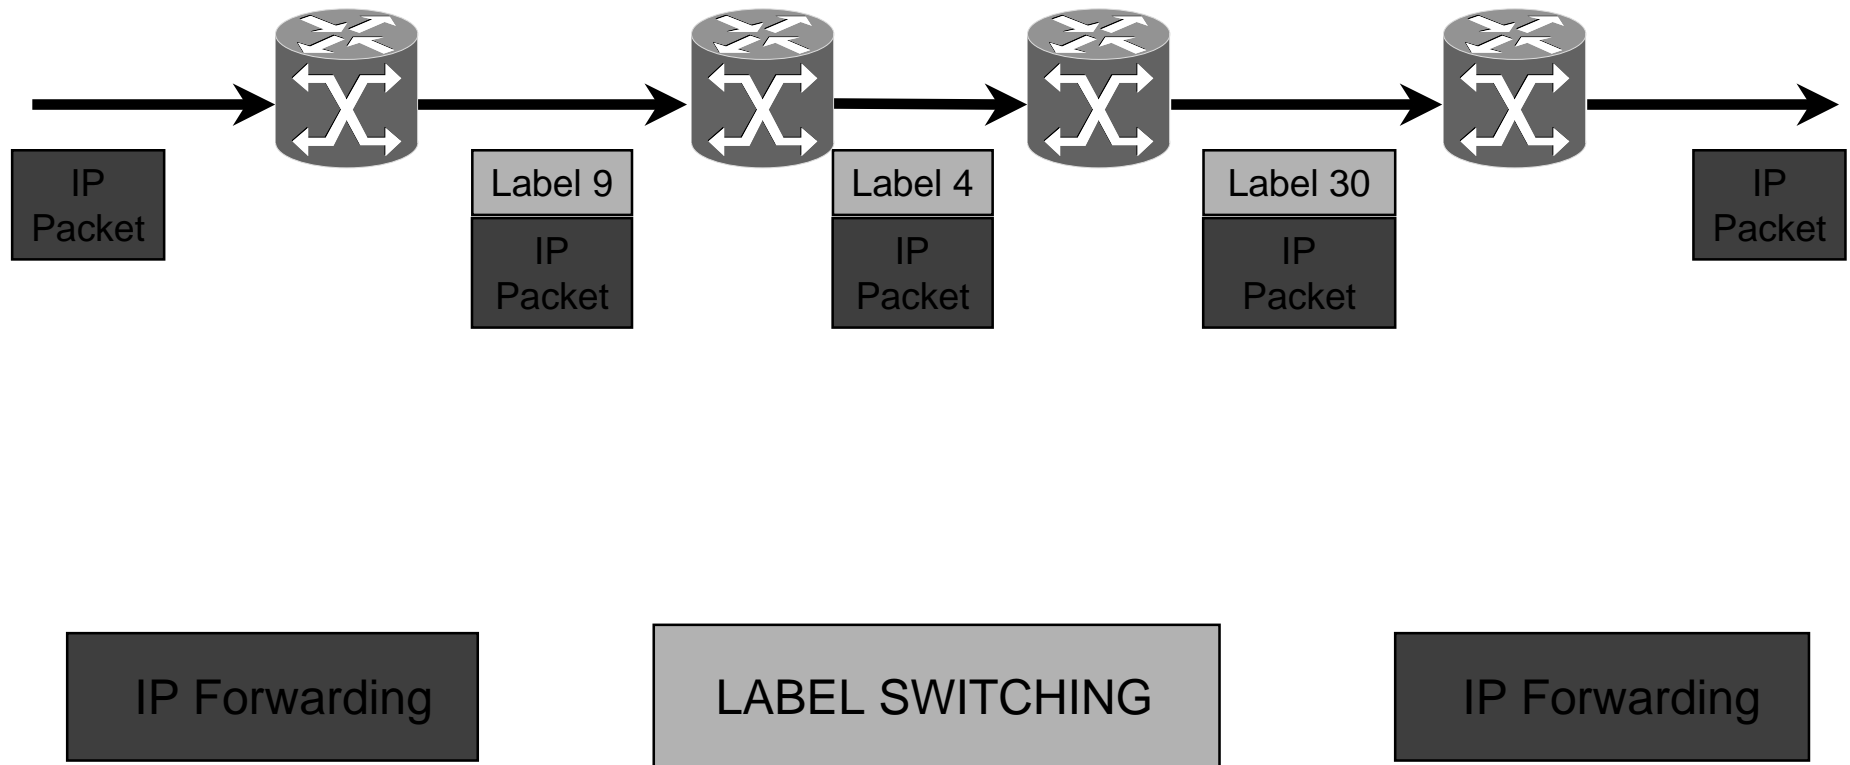 IP
Packet
Label 9
IP
Packet
Label 4
IP
Packet
Label 30
IP
Packet
IP
Packet
IP Forwarding
LABEL SWITCHING
IP Forwarding